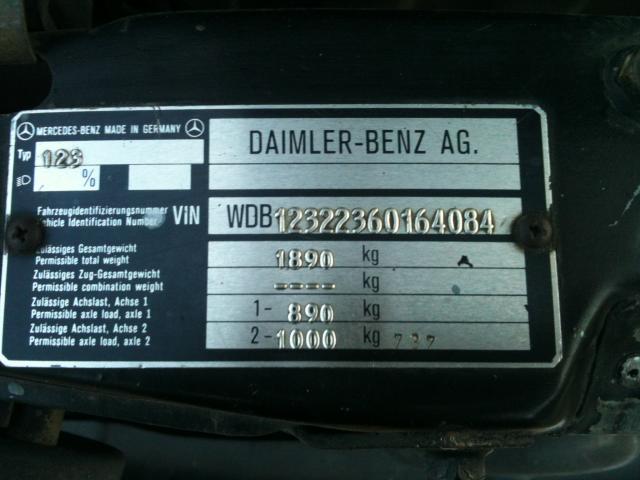 MERCEDES-BENZ MADE IN GERMANY
Typ 123
%
DAIMLER-BENZ AG.
Fahrzeugidentifizierungsnummer
Vehicle Identification Number VIN WDB12322360164084
Zulässiges Gesamtgewicht
Permissible total weight 1890 kg A
Zulässiges Zug-Gesamtgewicht
Permissible combination weight ---- kg
Zulässige Achslast, Achse 1
Permissible axle load, axle 1 1- 890 kg
Zulässige Achslast, Achse 2
Permissible axle load, axle 2 2- 1000 kg